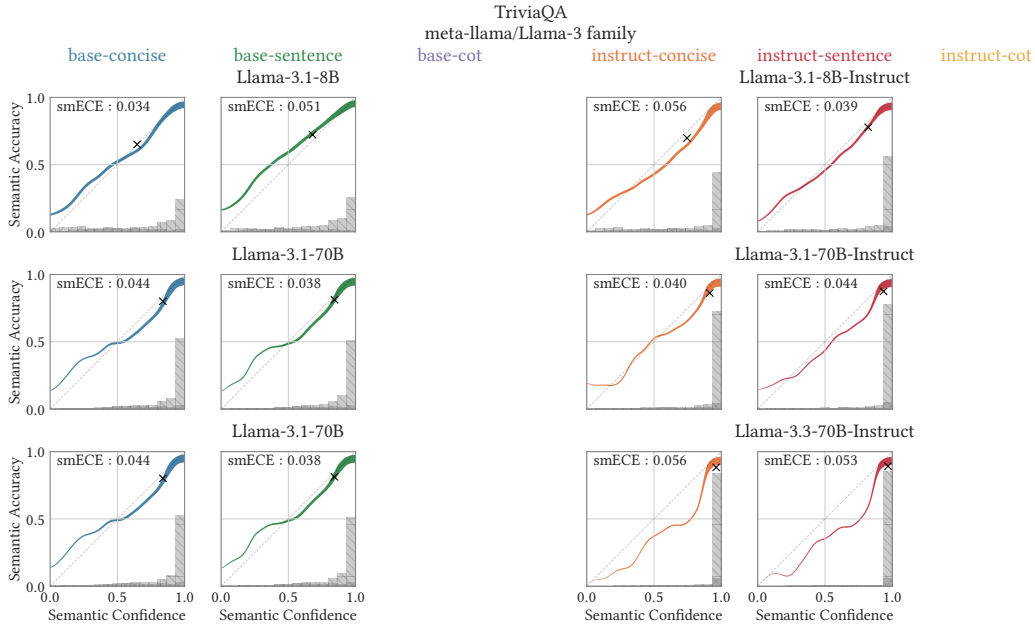 TriviaQA
meta-llama/Llama-3 family
base-concise base-sentence base-cot instruct-concise instruct-sentence instruct-cot
Llama-3.1-8B Llama-3.1-8B-Instruct
1.0 smECE : 0.034 smECE : 0.051 smECE : 0.056 smECE : 0.039
Semantic Accuracy
0.5
0.0
Llama-3.1-70B Llama-3.1-70B-Instruct
1.0 smECE : 0.044 smECE : 0.038 smECE : 0.040 smECE : 0.044
Semantic Accuracy
0.5
0.0
Llama-3.1-70B Llama-3.3-70B-Instruct
1.0 smECE : 0.044 smECE : 0.038 smECE : 0.056 smECE : 0.053
Semantic Accuracy
0.5
0.0
0.0 0.5 1.0 0.0 0.5 1.0 0.0 0.5 1.0 0.0 0.5 1.0
Semantic Confidence Semantic Confidence Semantic Confidence Semantic Confidence